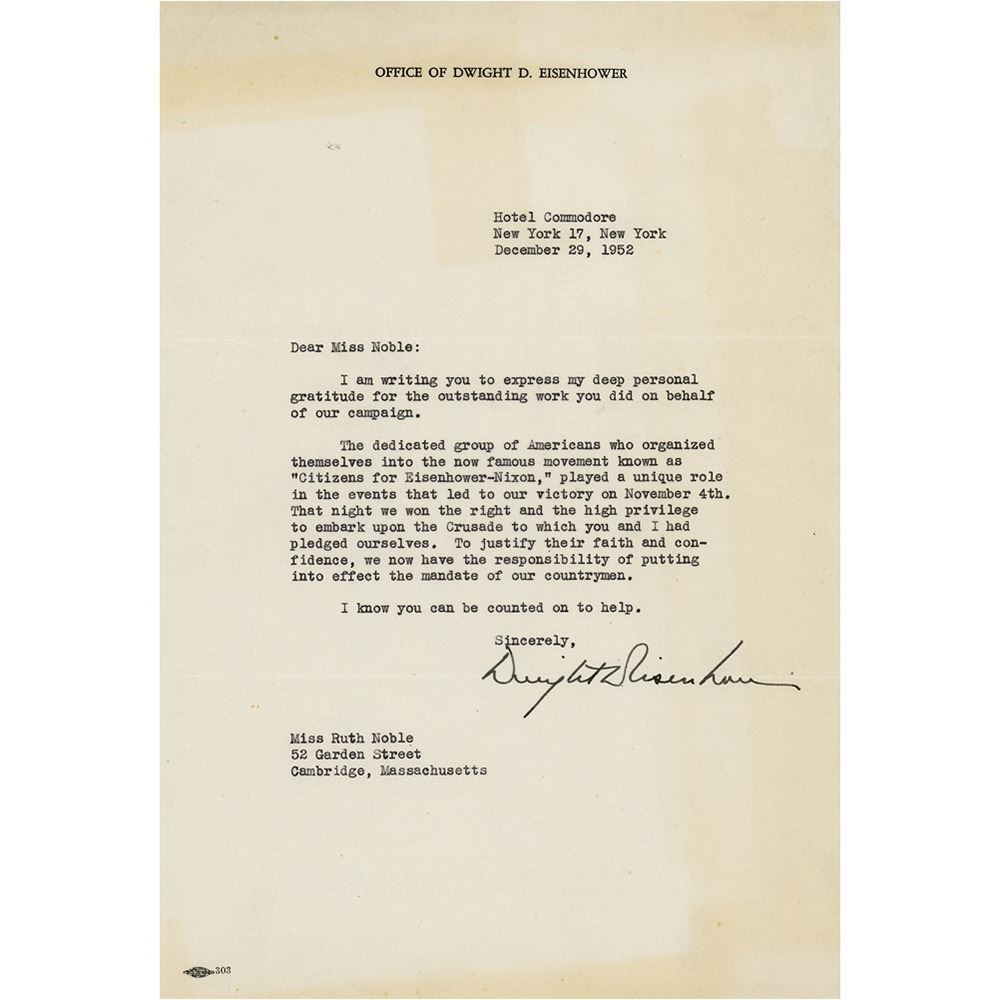 OFFICE OF DWIGHT D. EISENHOWER
Hotel Commodore
New York 17, New York
December 29, 1952
Dear Miss Noble:
I am writing you to express my deep personal
gratitude for the outstanding work you did on behalf
of our campaign.
The dedicated group of Americans who organized
themselves into the now famous movement known as
"Citizens for Eisenhower-Nixon," played a unique role
in the events that led to our victory on November 4th.
That night we won the right and the high privilege
to embark upon the Crusade to which you and I had
pledged ourselves. To justify their faith and con-
fidence, we now have the responsibility of putting
into effect the mandate of our countrymen.
I know you can be counted on to help.
Sincerely,
Dwight D Eisenhower
Miss Ruth Noble
52 Garden Street
Cambridge, Massachusetts
303